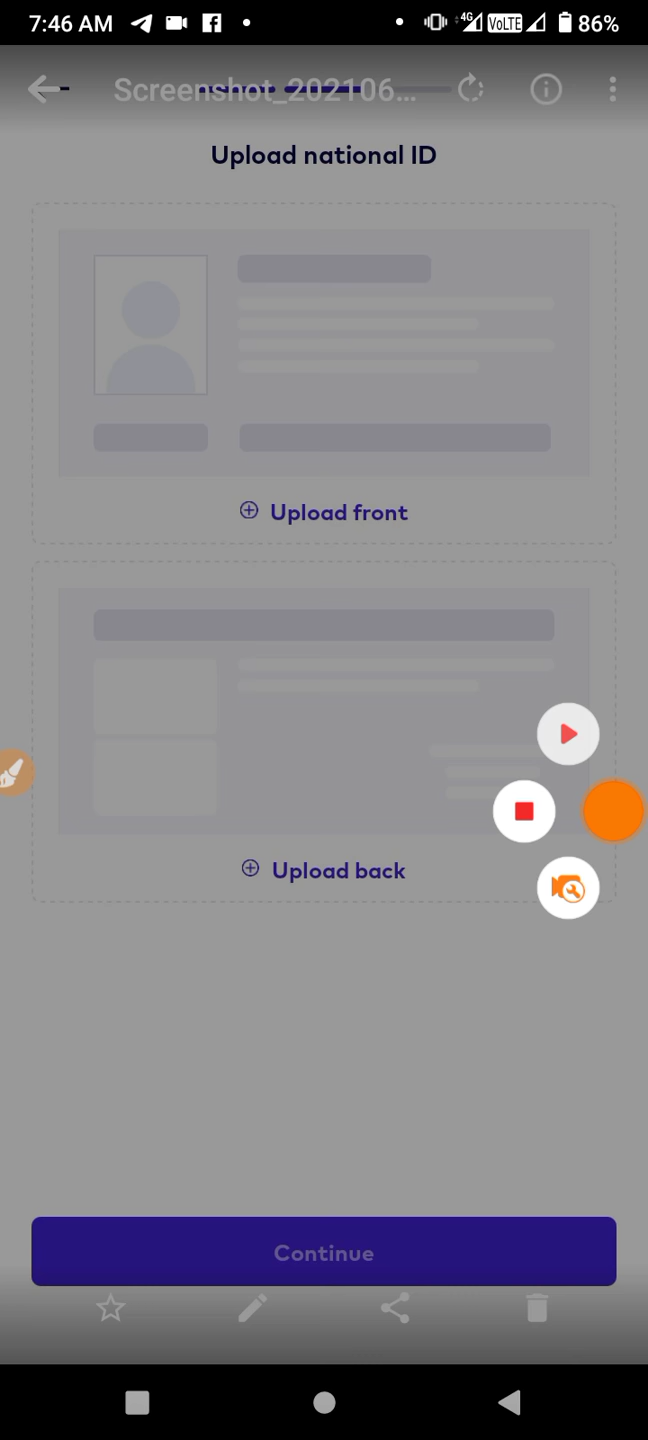 7:46 AM
4G VoLTE 86%
Screenshot_202106...
Upload national ID
Upload front
Upload back
Continue